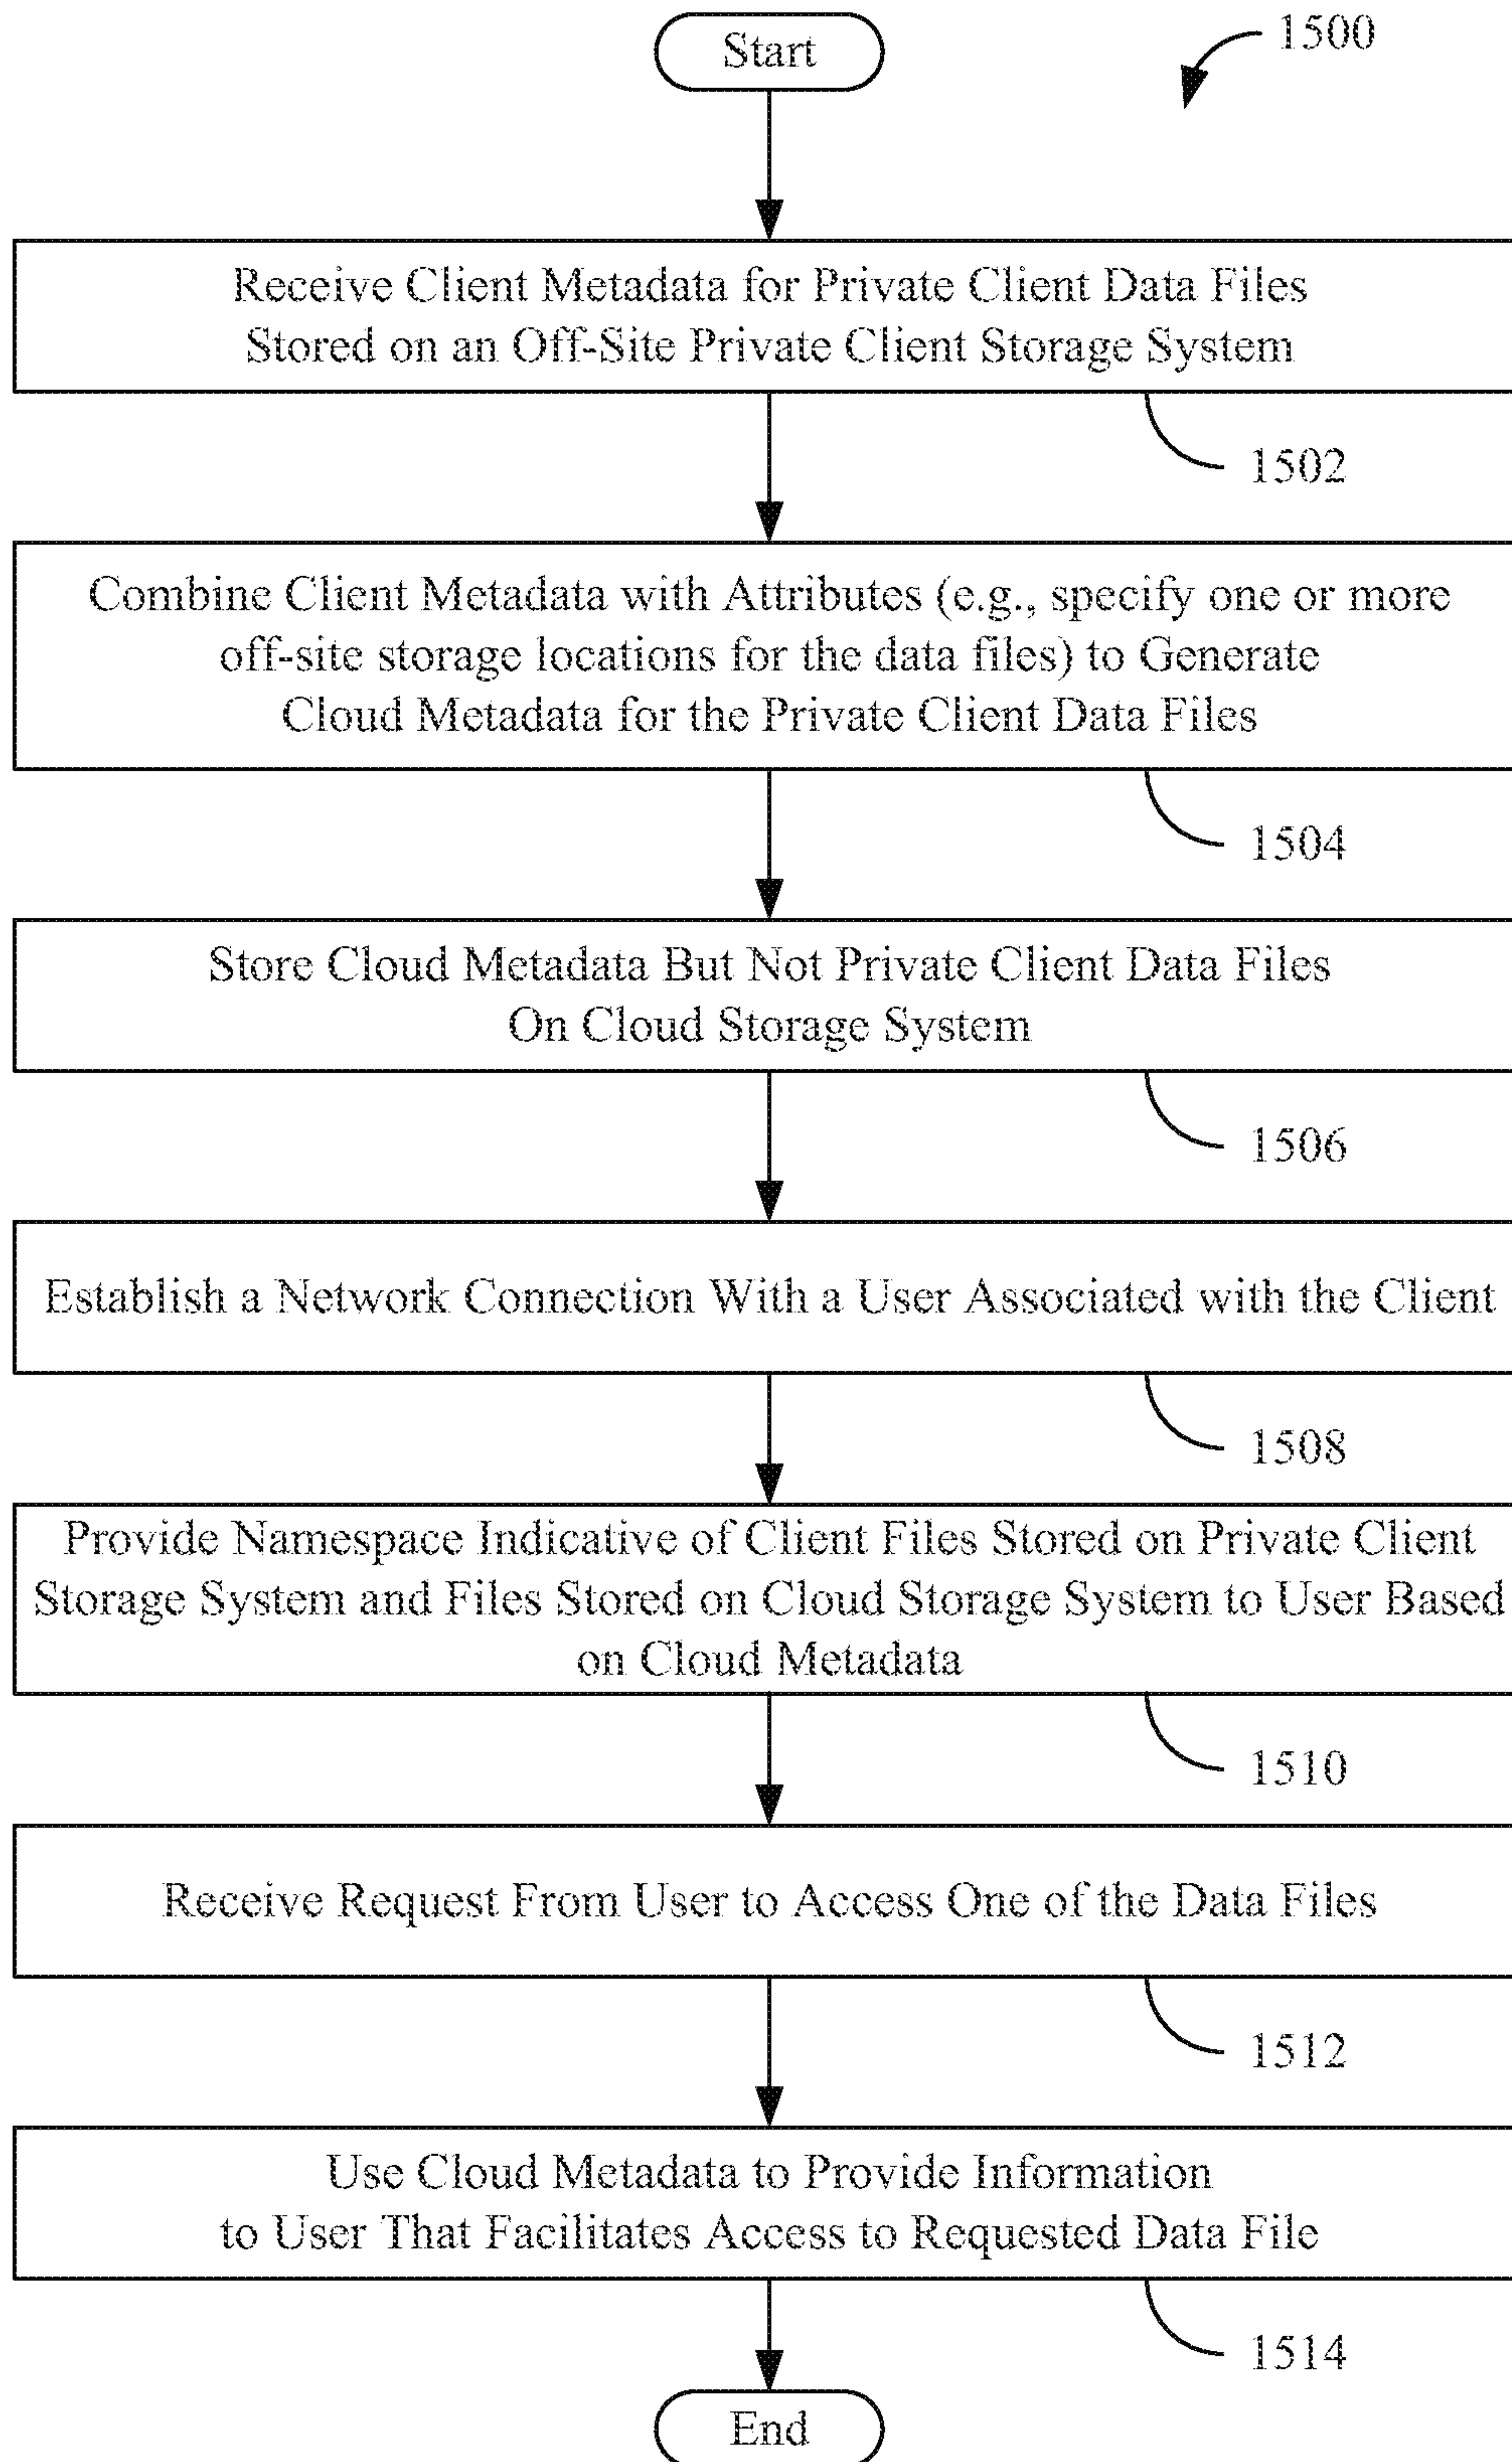 Start
1500
Receive Client Metadata for Private Client Data Files
Stored on an Off-Site Private Client Storage System
1502
Combine Client Metadata with Attributes (e.g., specify one or more
off-site storage locations for the data files) to Generate
Cloud Metadata for the Private Client Data Files
1504
Store Cloud Metadata But Not Private Client Data Files
On Cloud Storage System
1506
Establish a Network Connection With a User Associated with the Client
1508
Provide Namespace Indicative of Client Files Stored on Private Client
Storage System and Files Stored on Cloud Storage System to User Based
on Cloud Metadata
1510
Receive Request From User to Access One of the Data Files
1512
Use Cloud Metadata to Provide Information
to User That Facilitates Access to Requested Data File
1514
End